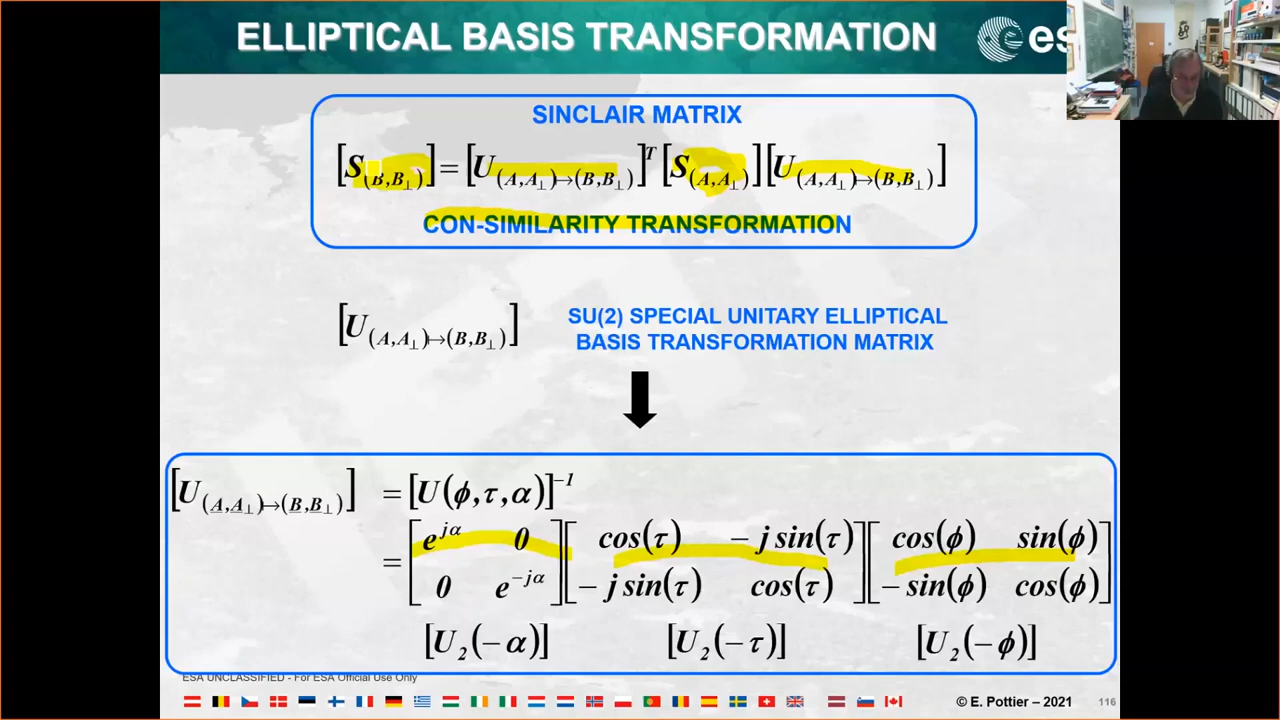 ELLIPTICAL BASIS TRANSFORMATION
es
SINCLAIR MATRIX
[S(B,B⊥)] = [U(A,A⊥)↦(B,B⊥)]ᵀ [S(A,A⊥)] [U(A,A⊥)↦(B,B⊥)]
CON-SIMILARITY TRANSFORMATION
[U(A,A⊥)↦(B,B⊥)]
SU(2) SPECIAL UNITARY ELLIPTICAL
BASIS TRANSFORMATION MATRIX
[U(A,A⊥)↦(B,B⊥)] = [U(ϕ,τ,α)]⁻¹
= [e^{jα} 0; 0 e^{-jα}] [cos(τ) −j sin(τ); −j sin(τ) cos(τ)] [cos(ϕ) sin(ϕ); −sin(ϕ) cos(ϕ)]
[U₂(−α)] [U₂(−τ)] [U₂(−ϕ)]
ESA UNCLASSIFIED - For ESA Official Use Only
© E. Pottier – 2021 116